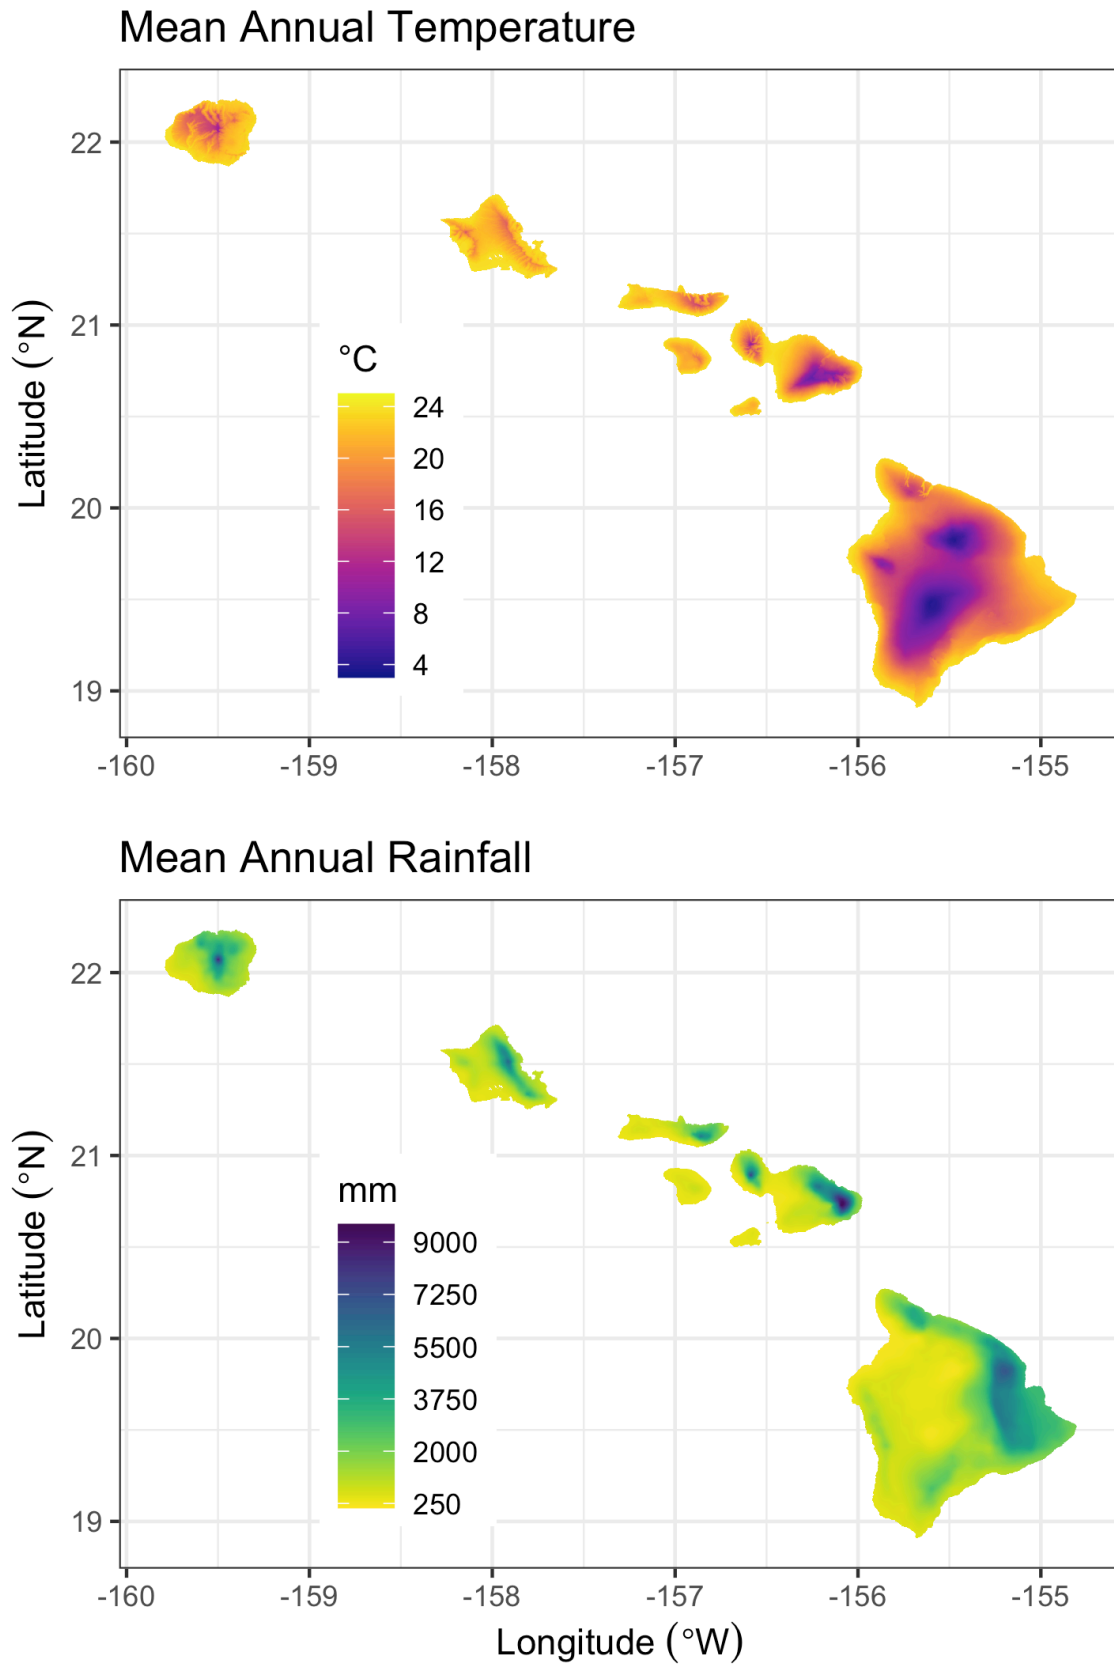 Mean Annual Temperature
22
21
20
19
Latitude (°N)
°C
24
20
16
12
8
4
-160 -159 -158 -157 -156 -155
Mean Annual Rainfall
22
21
20
19
Latitude (°N)
mm
9000
7250
5500
3750
2000
250
-160 -159 -158 -157 -156 -155
Longitude (°W)